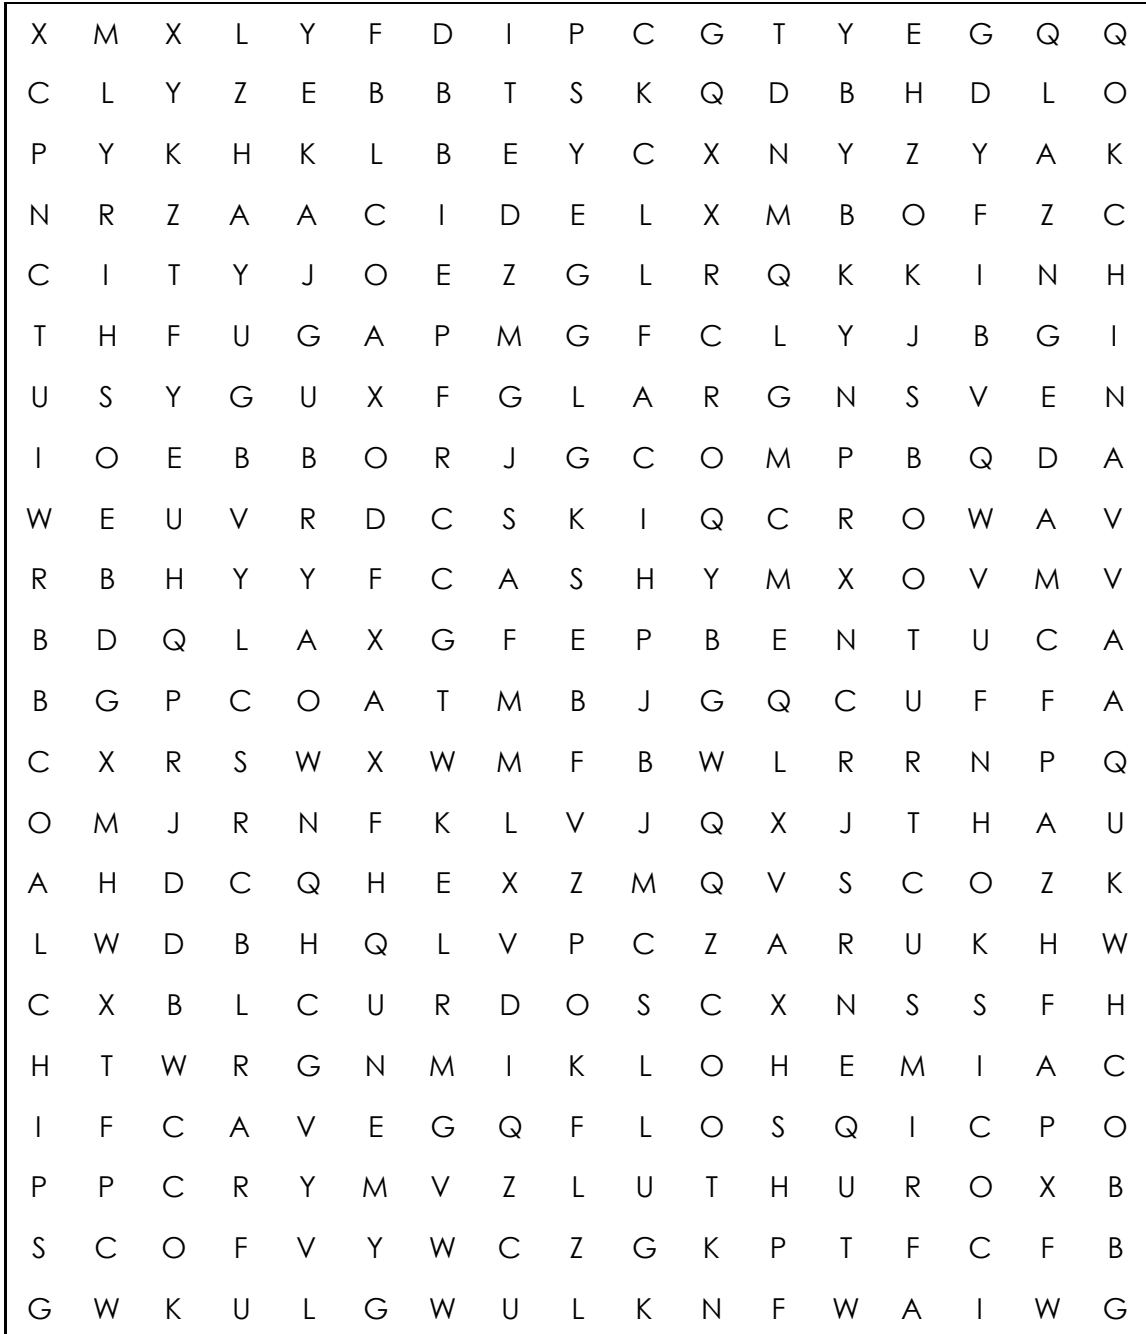 X M X L Y F D I P C G T Y E G Q Q
C L Y Z E B B T S K Q D B H D L O
P Y K H K L B E Y C X N Y Z Y A K
N R Z A A C I D E L X M B O F Z C
C I T Y J O E Z G L R Q K K I N H
T H F U G A P M G F C L Y J B G I
U S Y G U X F G L A R G N S V E N
I O E B B O R J G C O M P B Q D A
W E U V R D C S K I Q C R O W A V
R B H Y Y F C A S H Y M X O V M V
B D Q L A X G F E P B E N T U C A
B G P C O A T M B J G Q C U F F A
C X R S W X W M F B W L R R N P Q
O M J R N F K L V J Q X J T H A U
A H D C Q H E X Z M Q V S C O Z K
L W D B H Q L V P C Z A R U K H W
C X B L C U R D O S C X N S S F H
H T W R G N M I K L O H E M I A C
I F C A V E G Q F L O S Q I C P O
P P C R Y M V Z L U T H U R O X B
S C O F V Y W C Z G K P T F C F B
G W K U L G W U L K N F W A I W G